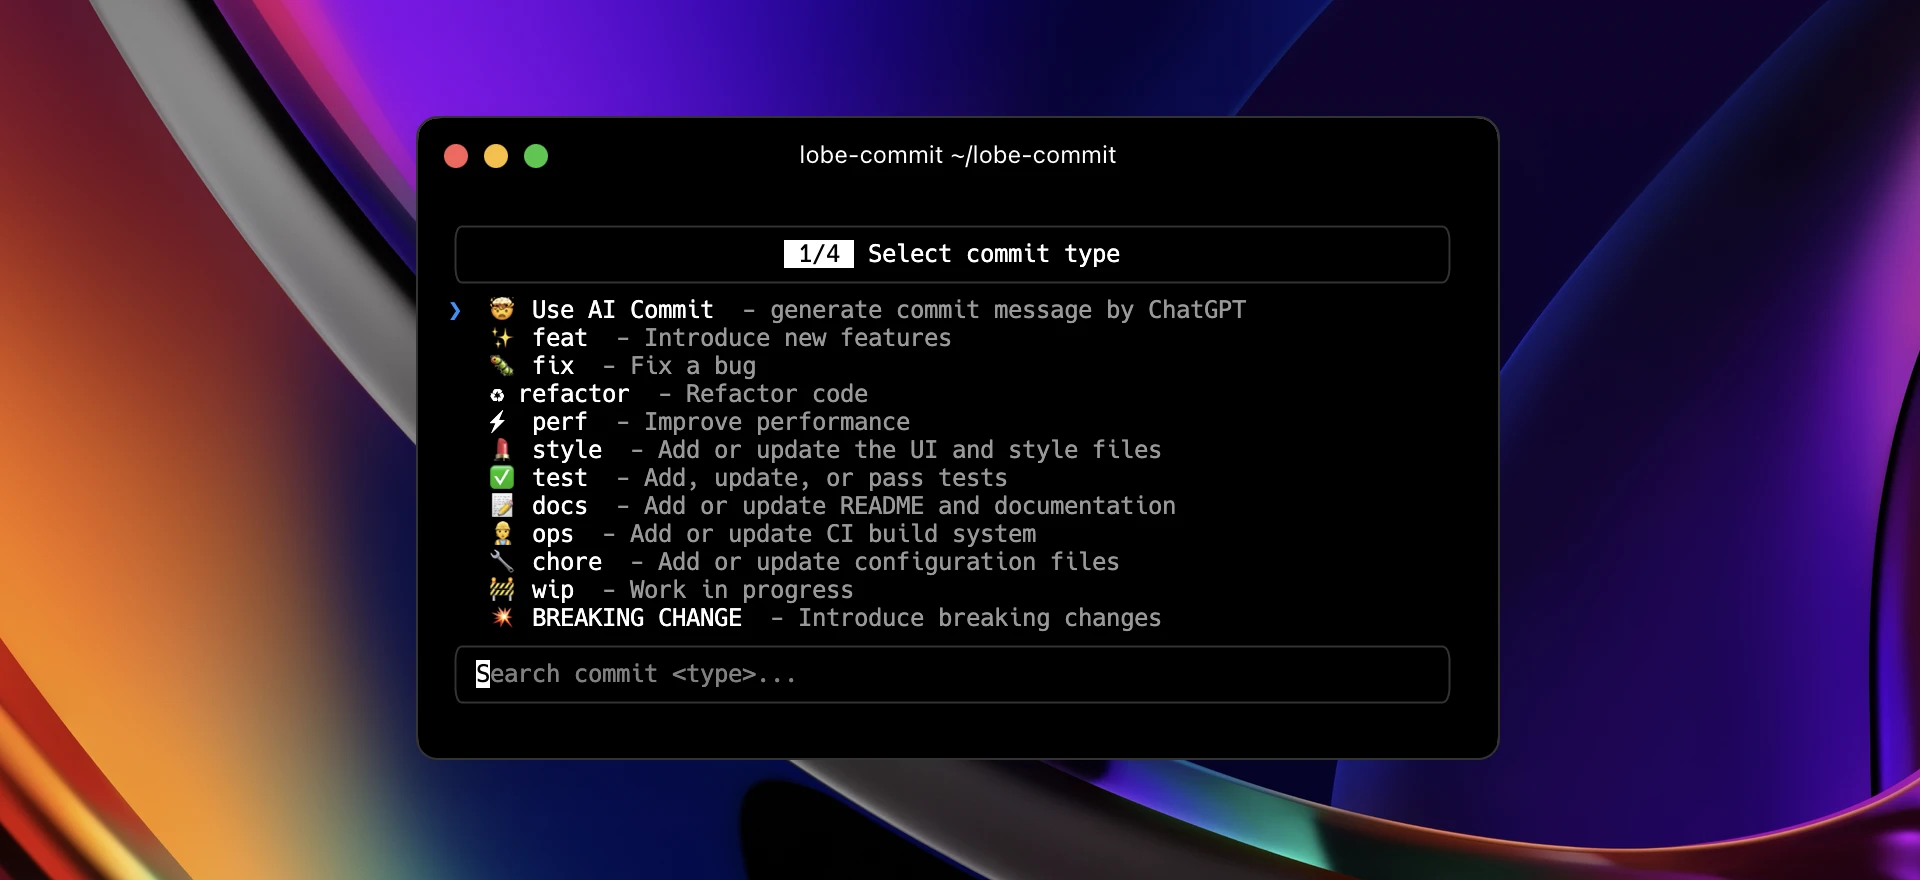 lobe-commit ~/lobe-commit
1/4 Select commit type
❯ 🤯 Use AI Commit - generate commit message by ChatGPT
✨ feat - Introduce new features
🐛 fix - Fix a bug
♻ refactor - Refactor code
⚡ perf - Improve performance
💄 style - Add or update the UI and style files
✅ test - Add, update, or pass tests
📝 docs - Add or update README and documentation
👷 ops - Add or update CI build system
🔧 chore - Add or update configuration files
🚧 wip - Work in progress
💥 BREAKING CHANGE - Introduce breaking changes
Search commit <type>...